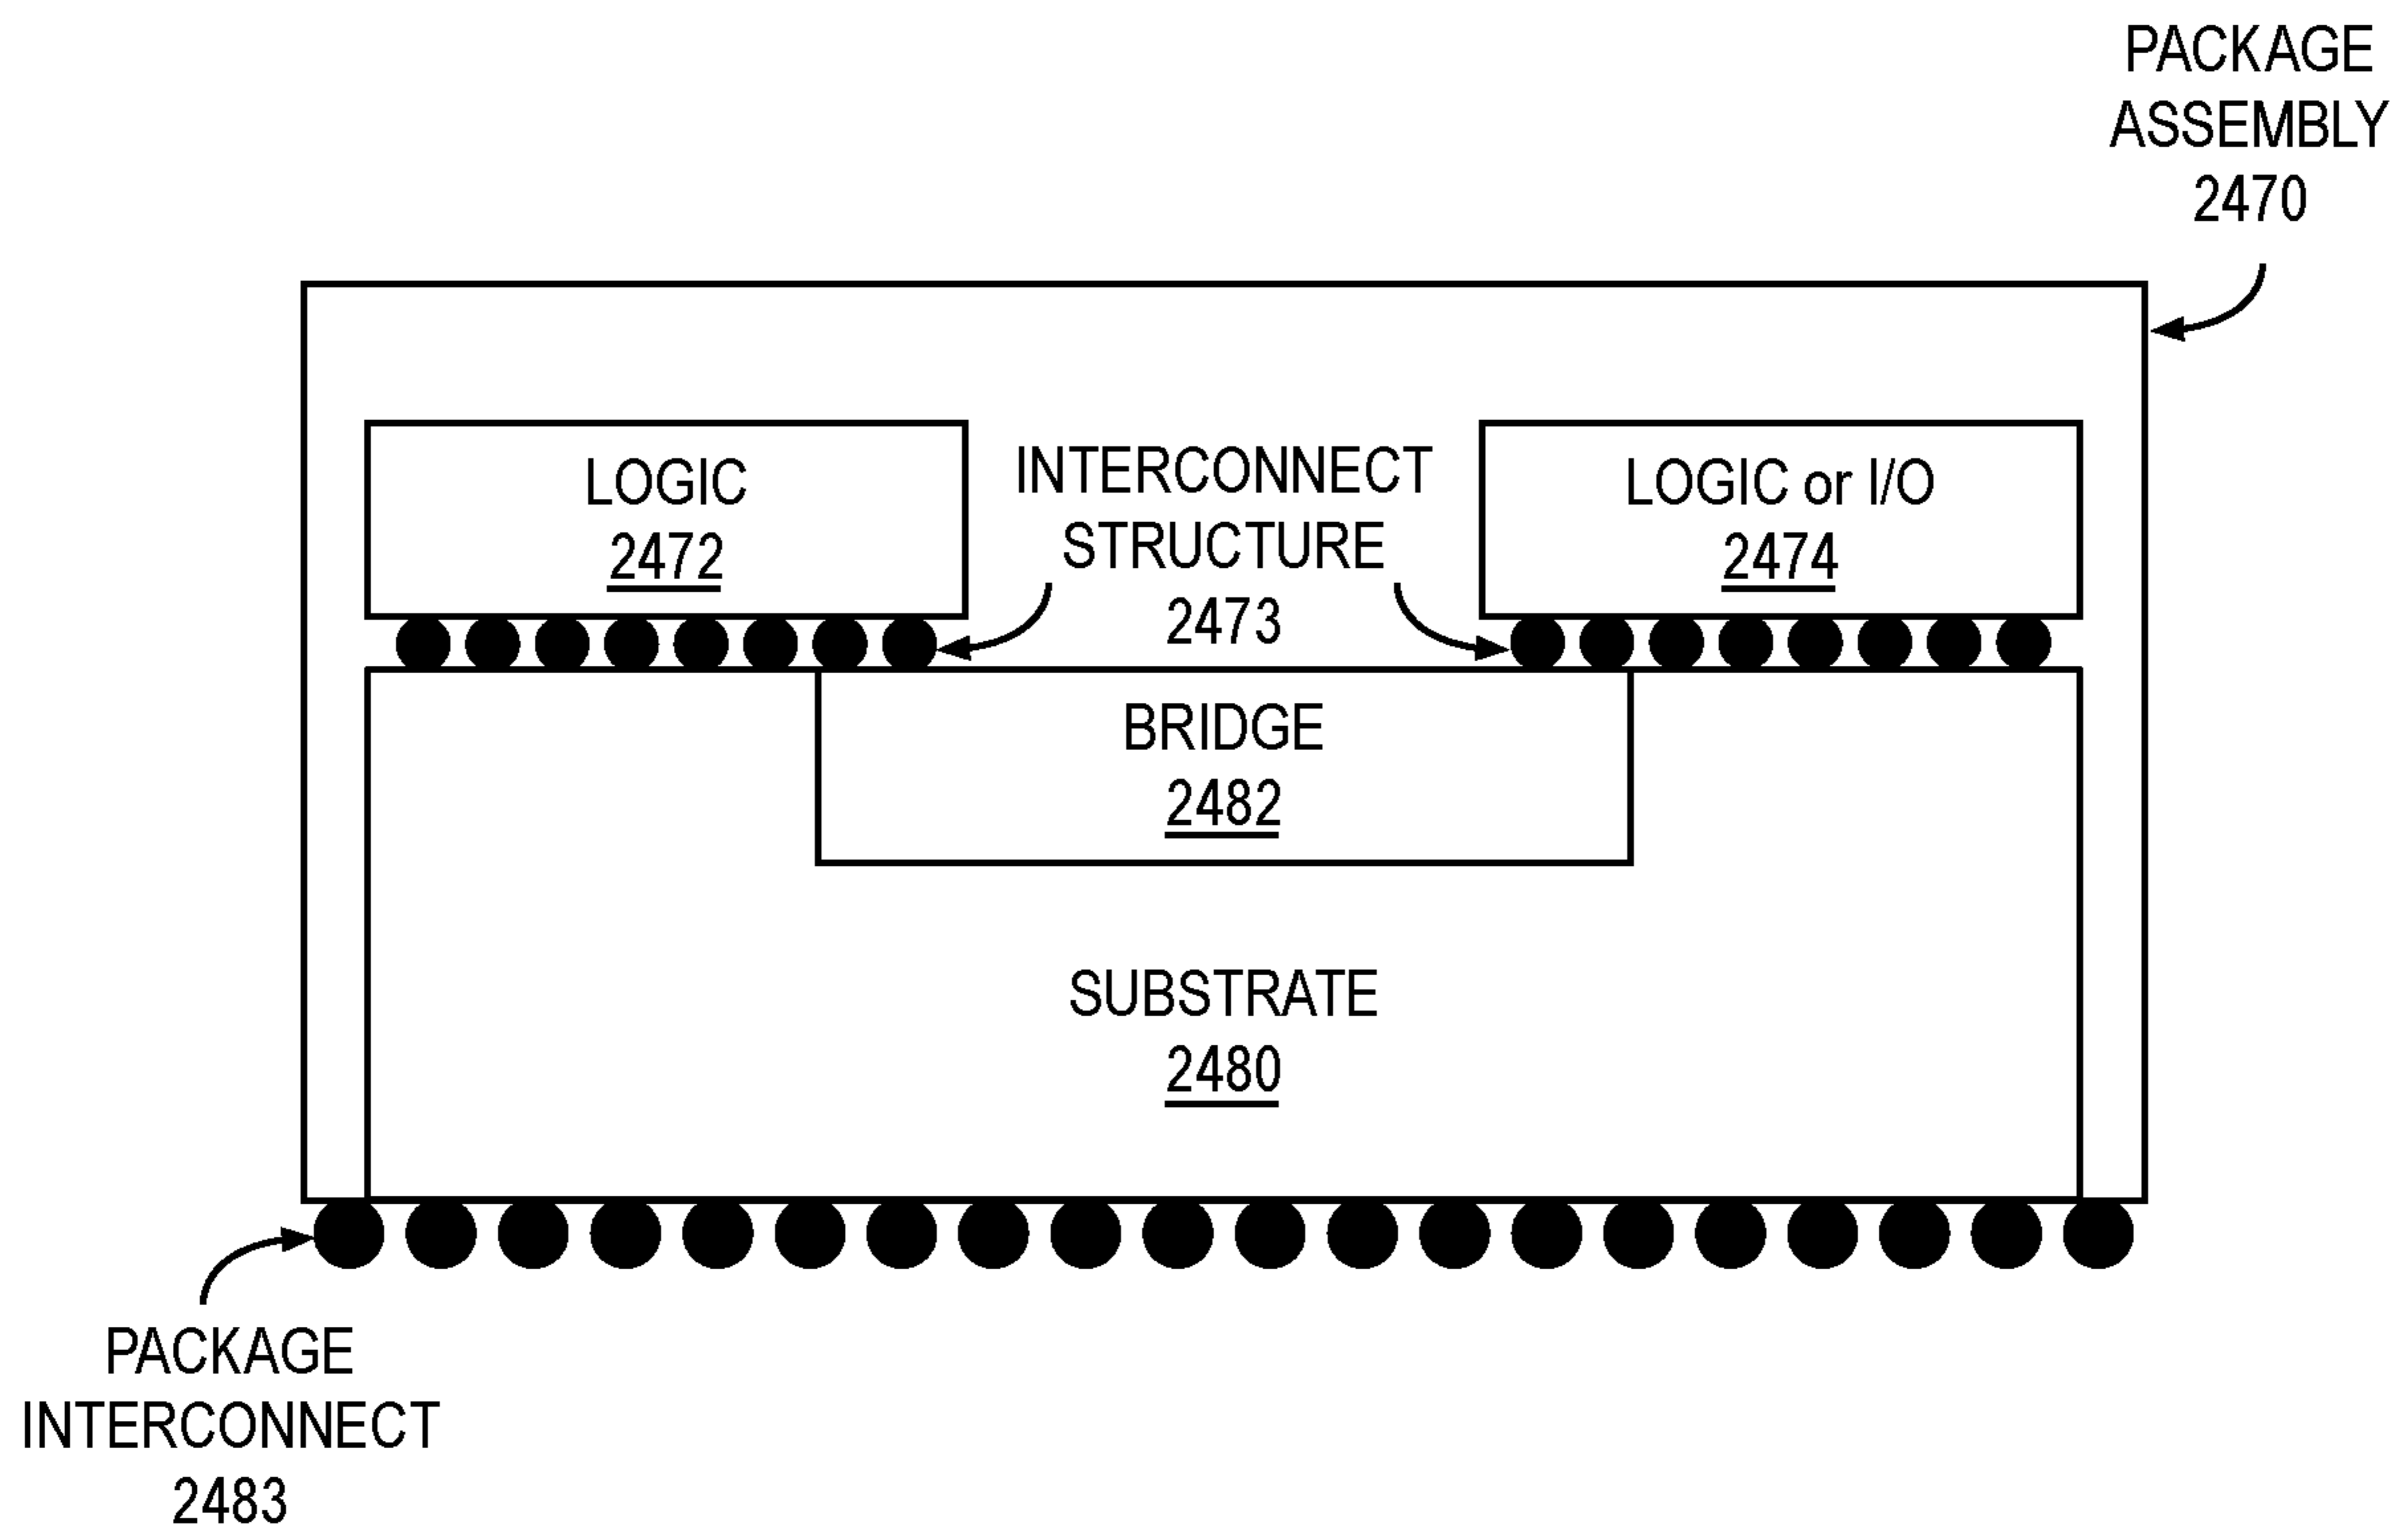 PACKAGE
ASSEMBLY
2470
LOGIC
2472
INTERCONNECT
STRUCTURE
2473
LOGIC or I/O
2474
BRIDGE
2482
SUBSTRATE
2480
PACKAGE
INTERCONNECT
2483